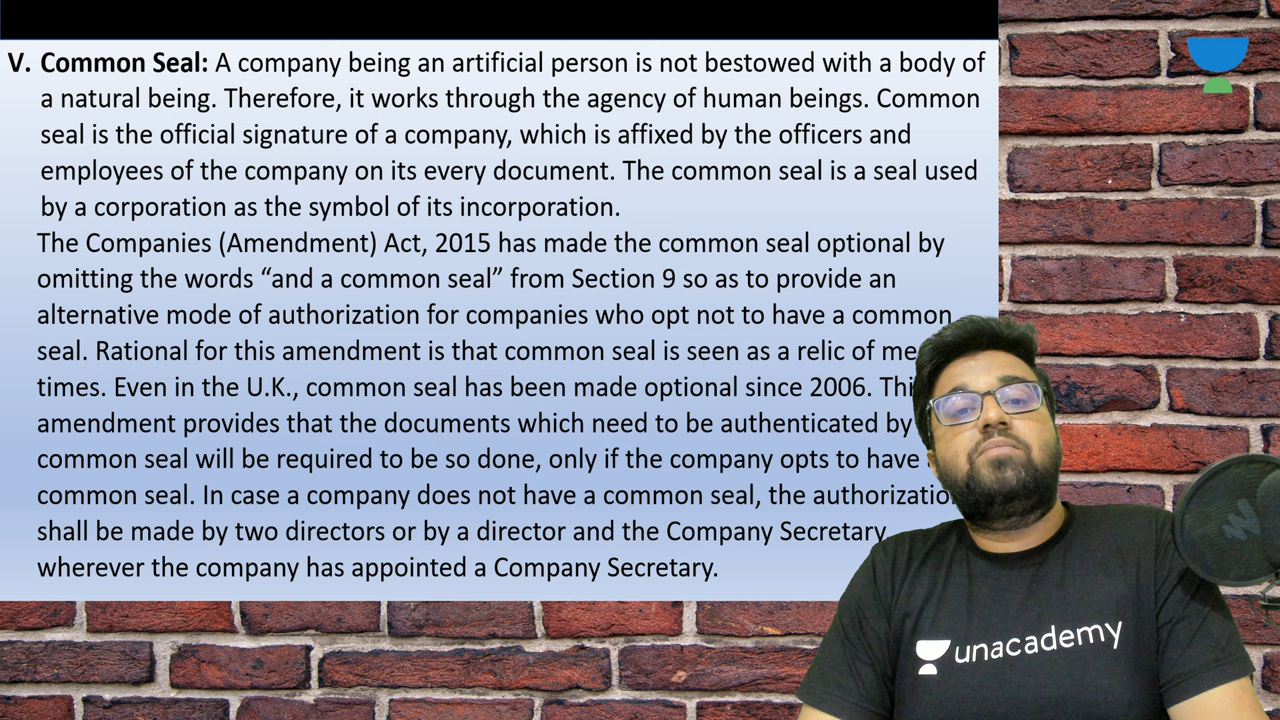 V. Common Seal: A company being an artificial person is not bestowed with a body of
a natural being. Therefore, it works through the agency of human beings. Common
seal is the official signature of a company, which is affixed by the officers and
employees of the company on its every document. The common seal is a seal used
by a corporation as the symbol of its incorporation.
The Companies (Amendment) Act, 2015 has made the common seal optional by
omitting the words “and a common seal” from Section 9 so as to provide an
alternative mode of authorization for companies who opt not to have a common
seal. Rational for this amendment is that common seal is seen as a relic of
times. Even in the U.K., common seal has been made optional since 2006.
amendment provides that the documents which need to be authenticated by
common seal will be required to be so done, only if the company opts to have
common seal. In case a company does not have a common seal, the
shall be made by two directors or by a director and the Company Secretary
wherever the company has appointed a Company Secretary.
unacademy